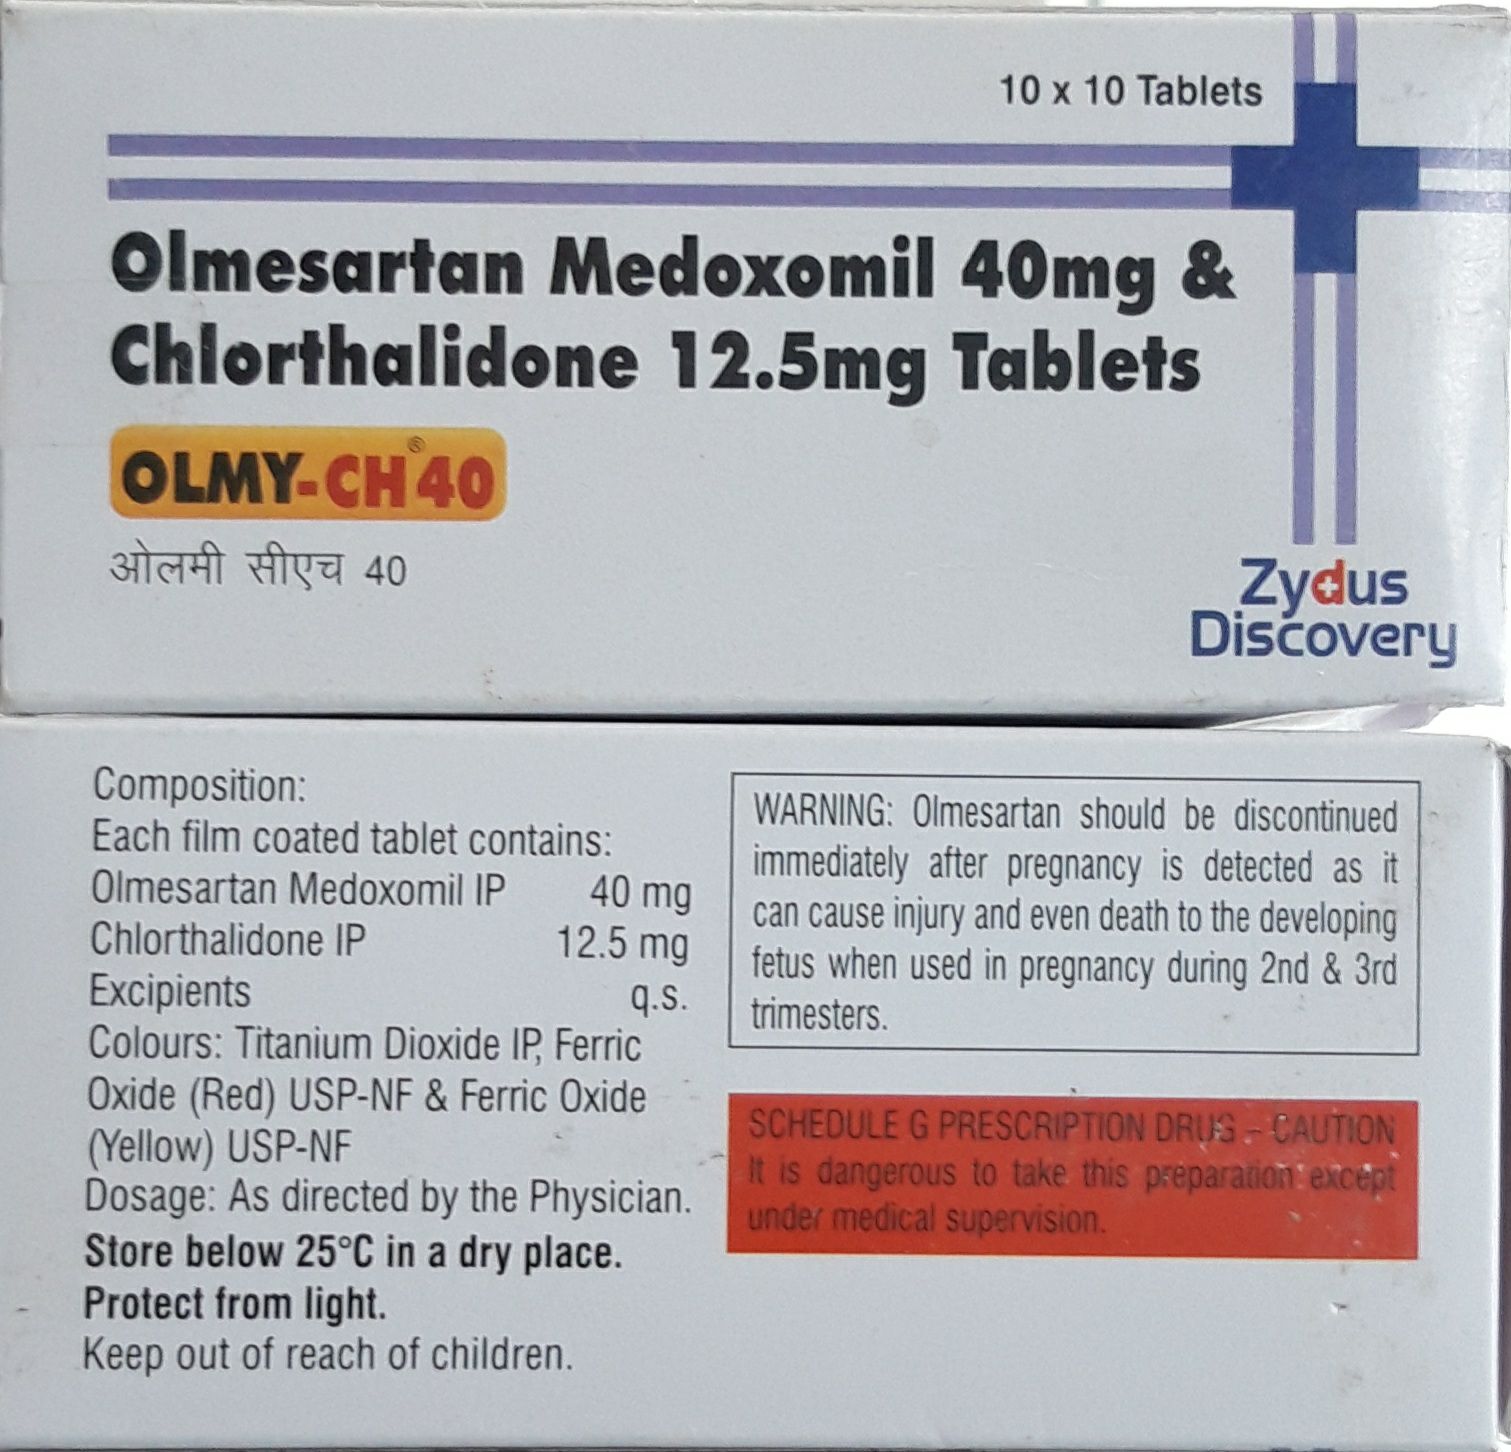 10 x 10 Tablets
Olmesartan Medoxomil 40mg &
Chlorthalidone 12.5mg Tablets
OLMY-CH®40
ओलमी सीएच 40
Zydus
Discovery
Composition:
Each film coated tablet contains:
Olmesartan Medoxomil IP 40 mg
Chlorthalidone IP 12.5 mg
Excipients q.s.
Colours: Titanium Dioxide IP, Ferric
Oxide (Red) USP-NF & Ferric Oxide
(Yellow) USP-NF
Dosage: As directed by the Physician.
Store below 25°C in a dry place.
Protect from light.
Keep out of reach of children.
WARNING: Olmesartan should be discontinued
immediately after pregnancy is detected as it
can cause injury and even death to the developing
fetus when used in pregnancy during 2nd & 3rd
trimesters.
SCHEDULE G PRESCRIPTION DRUG - CAUTION
It is dangerous to take this preparation except
under medical supervision.